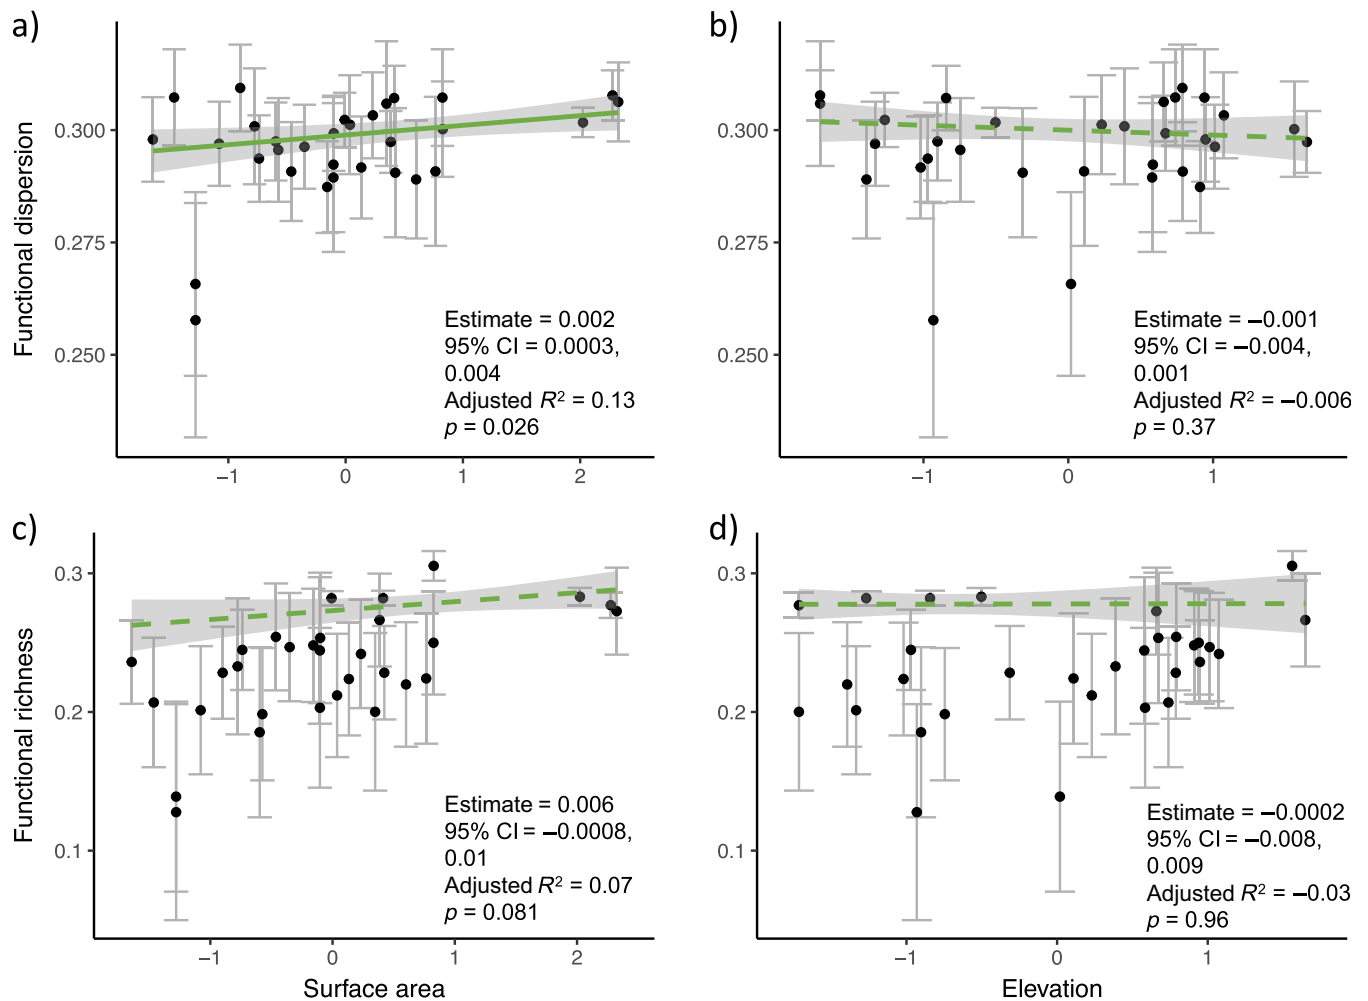 a)
Functional dispersion
0.300
0.275
0.250
Estimate = 0.002
95% CI = 0.0003,
0.004
Adjusted R² = 0.13
p = 0.026
−1
0
1
2
b)
0.300
0.275
0.250
Estimate = −0.001
95% CI = −0.004,
0.001
Adjusted R² = −0.006
p = 0.37
−1
0
1
c)
Functional richness
0.3
0.2
0.1
Estimate = 0.006
95% CI = −0.0008,
0.01
Adjusted R² = 0.07
p = 0.081
−1
0
1
2
Surface area
d)
0.3
0.2
0.1
Estimate = −0.0002
95% CI = −0.008,
0.009
Adjusted R² = −0.03
p = 0.96
−1
0
1
Elevation